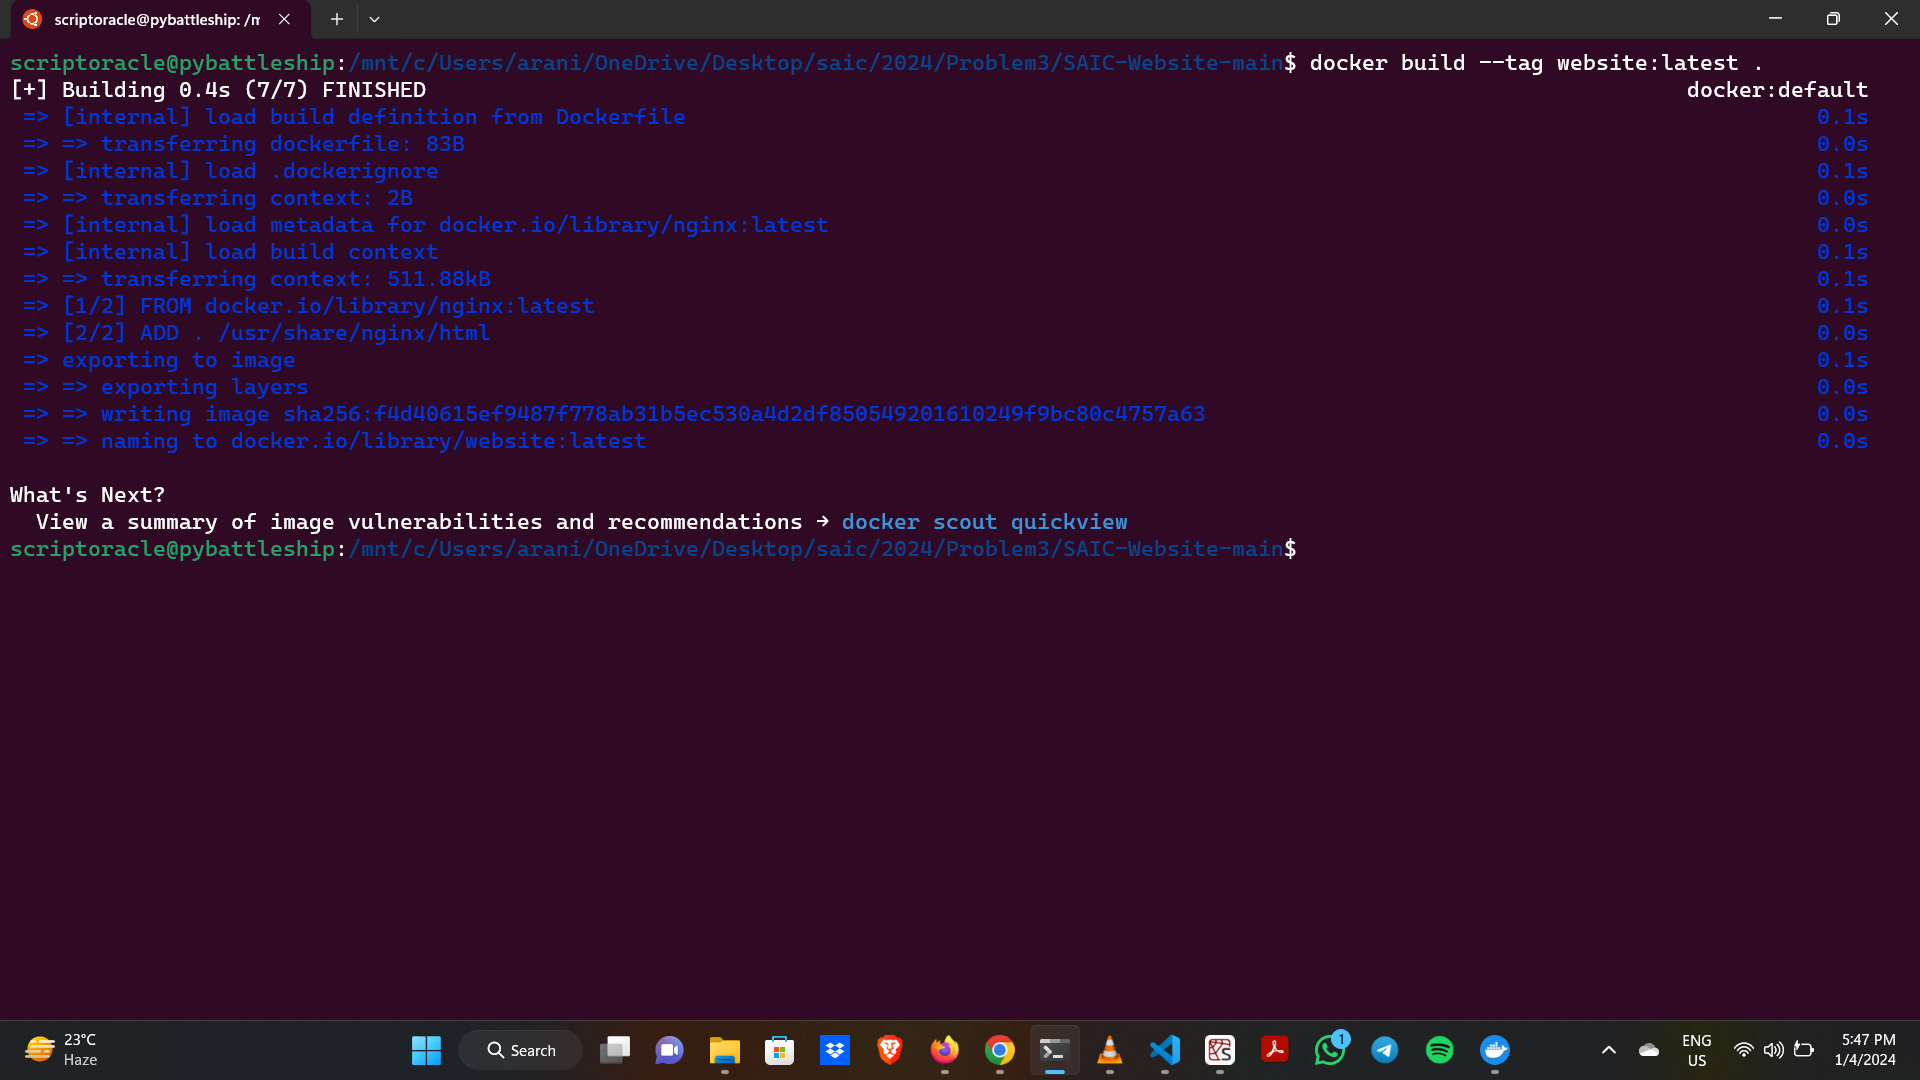 scriptoracle@pybattleship: /m
scriptoracle@pybattleship:/mnt/c/Users/arani/OneDrive/Desktop/saic/2024/Problem3/SAIC-Website-main$ docker build --tag website:latest .
[+] Building 0.4s (7/7) FINISHED docker:default
=> [internal] load build definition from Dockerfile 0.1s
=> => transferring dockerfile: 83B 0.0s
=> [internal] load .dockerignore 0.1s
=> => transferring context: 2B 0.0s
=> [internal] load metadata for docker.io/library/nginx:latest 0.0s
=> [internal] load build context 0.1s
=> => transferring context: 511.88kB 0.1s
=> [1/2] FROM docker.io/library/nginx:latest 0.1s
=> [2/2] ADD . /usr/share/nginx/html 0.0s
=> exporting to image 0.1s
=> => exporting layers 0.0s
=> => writing image sha256:f4d40615ef9487f778ab31b5ec530a4d2df850549201610249f9bc80c4757a63 0.0s
=> => naming to docker.io/library/website:latest 0.0s
What's Next?
View a summary of image vulnerabilities and recommendations → docker scout quickview
scriptoracle@pybattleship:/mnt/c/Users/arani/OneDrive/Desktop/saic/2024/Problem3/SAIC-Website-main$
23°C
Haze
Search
1
ENG
US
5:47 PM
1/4/2024